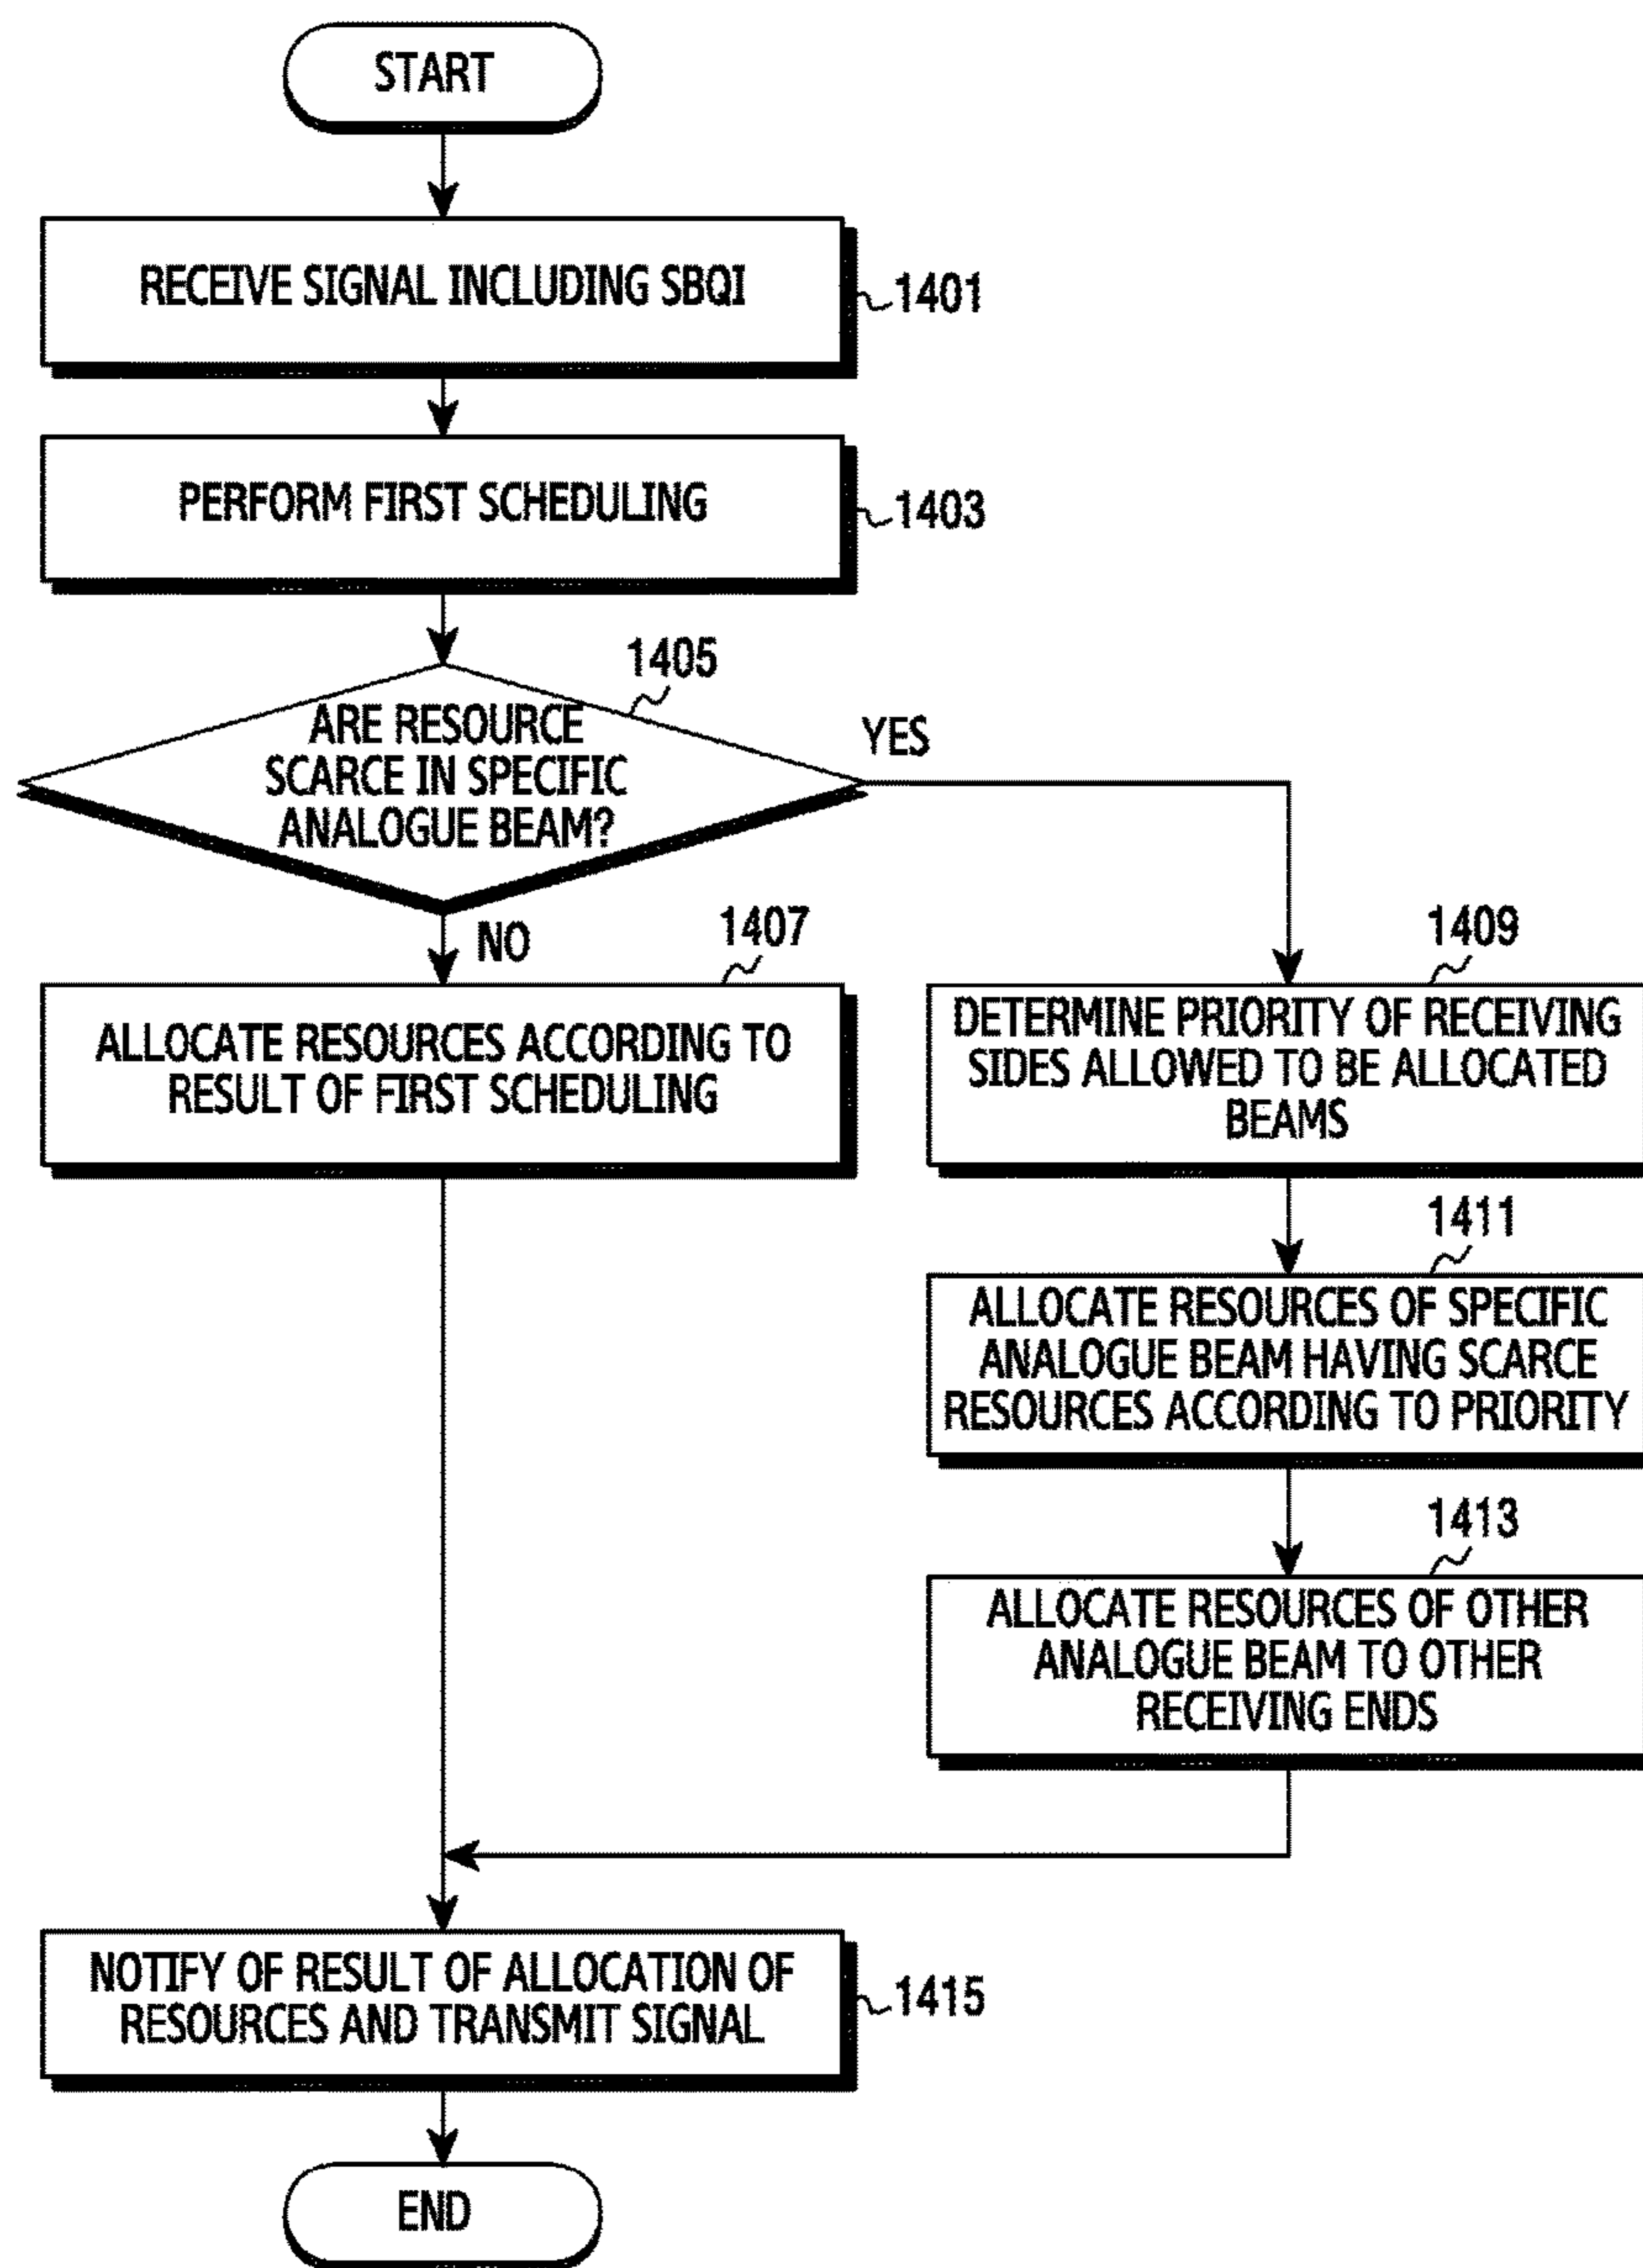 START
RECEIVE SIGNAL INCLUDING SBQI
1401
PERFORM FIRST SCHEDULING
1403
1405
ARE RESOURCE
SCARCE IN SPECIFIC
ANALOGUE BEAM?
YES
NO
1407
ALLOCATE RESOURCES ACCORDING TO
RESULT OF FIRST SCHEDULING
1409
DETERMINE PRIORITY OF RECEIVING
SIDES ALLOWED TO BE ALLOCATED
BEAMS
1411
ALLOCATE RESOURCES OF SPECIFIC
ANALOGUE BEAM HAVING SCARCE
RESOURCES ACCORDING TO PRIORITY
1413
ALLOCATE RESOURCES OF OTHER
ANALOGUE BEAM TO OTHER
RECEIVING ENDS
NOTIFY OF RESULT OF ALLOCATION OF
RESOURCES AND TRANSMIT SIGNAL
1415
END